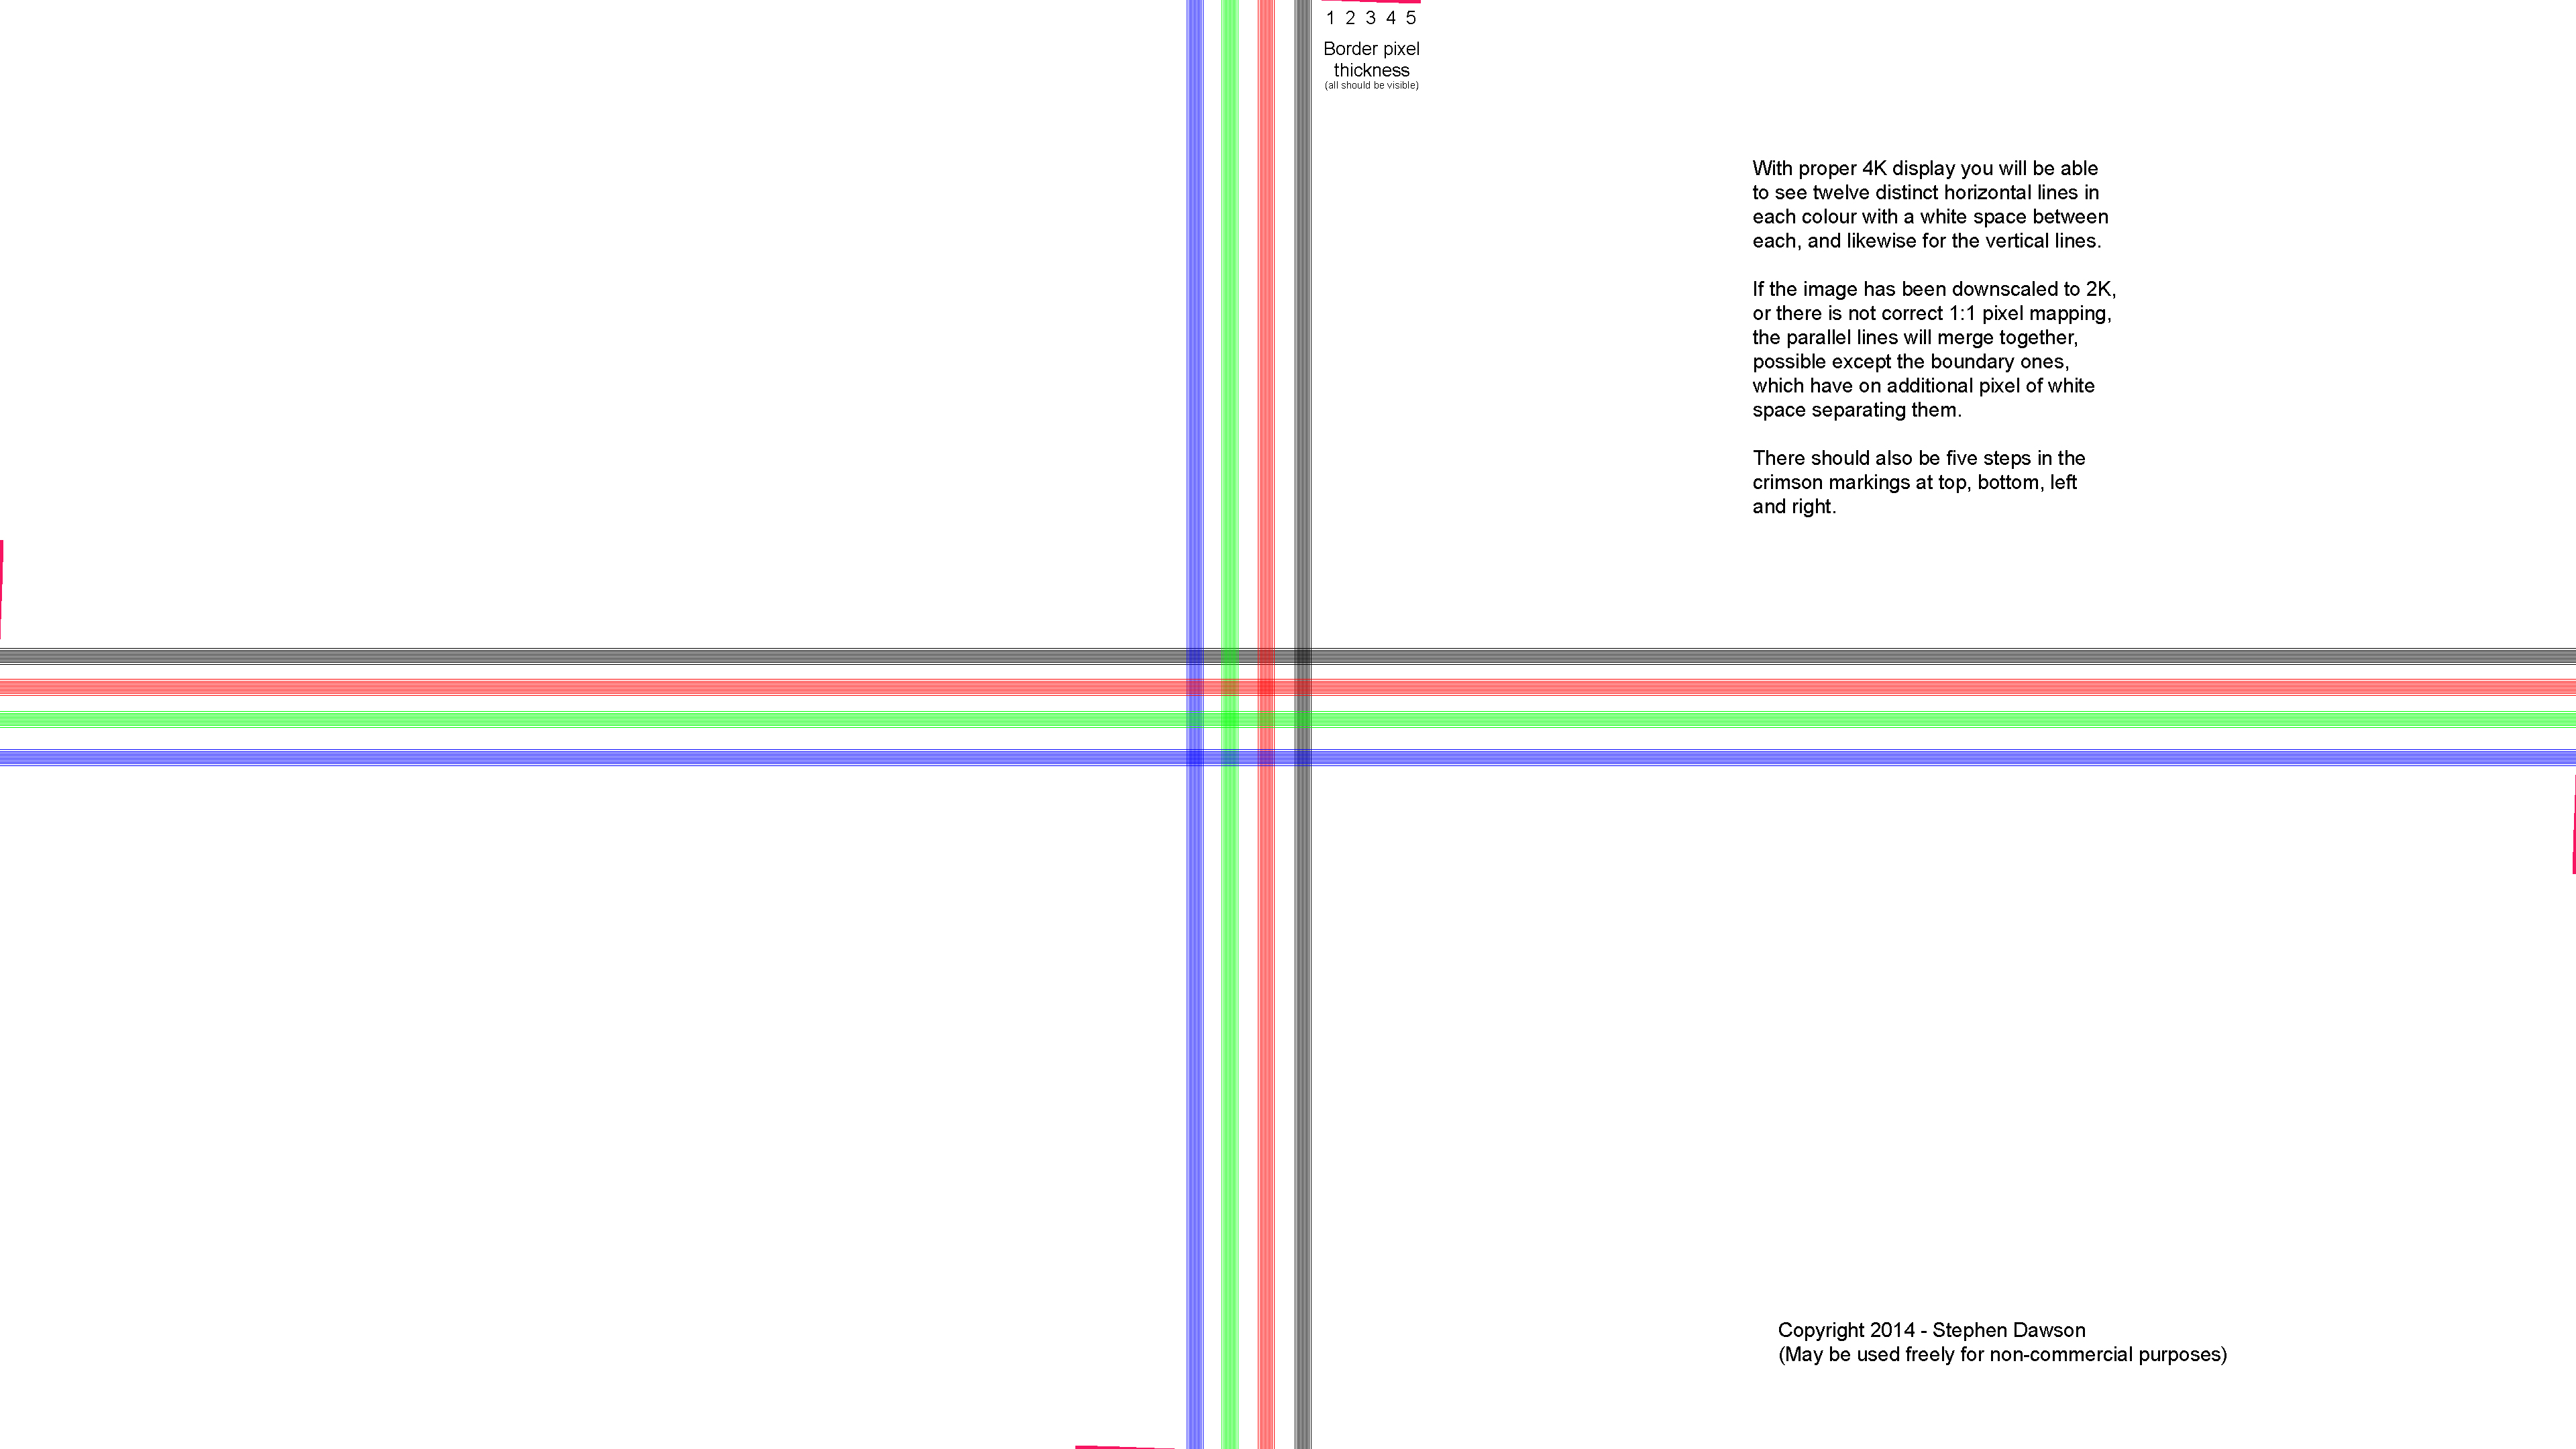 1 2 3 4 5
Border pixel
thickness
(all should be visible)
With proper 4K display you will be able
to see twelve distinct horizontal lines in
each colour with a white space between
each, and likewise for the vertical lines.
If the image has been downscaled to 2K,
or there is not correct 1:1 pixel mapping,
the parallel lines will merge together,
possible except the boundary ones,
which have on additional pixel of white
space separating them.
There should also be five steps in the
crimson markings at top, bottom, left
and right.
Copyright 2014 - Stephen Dawson
(May be used freely for non-commercial purposes)